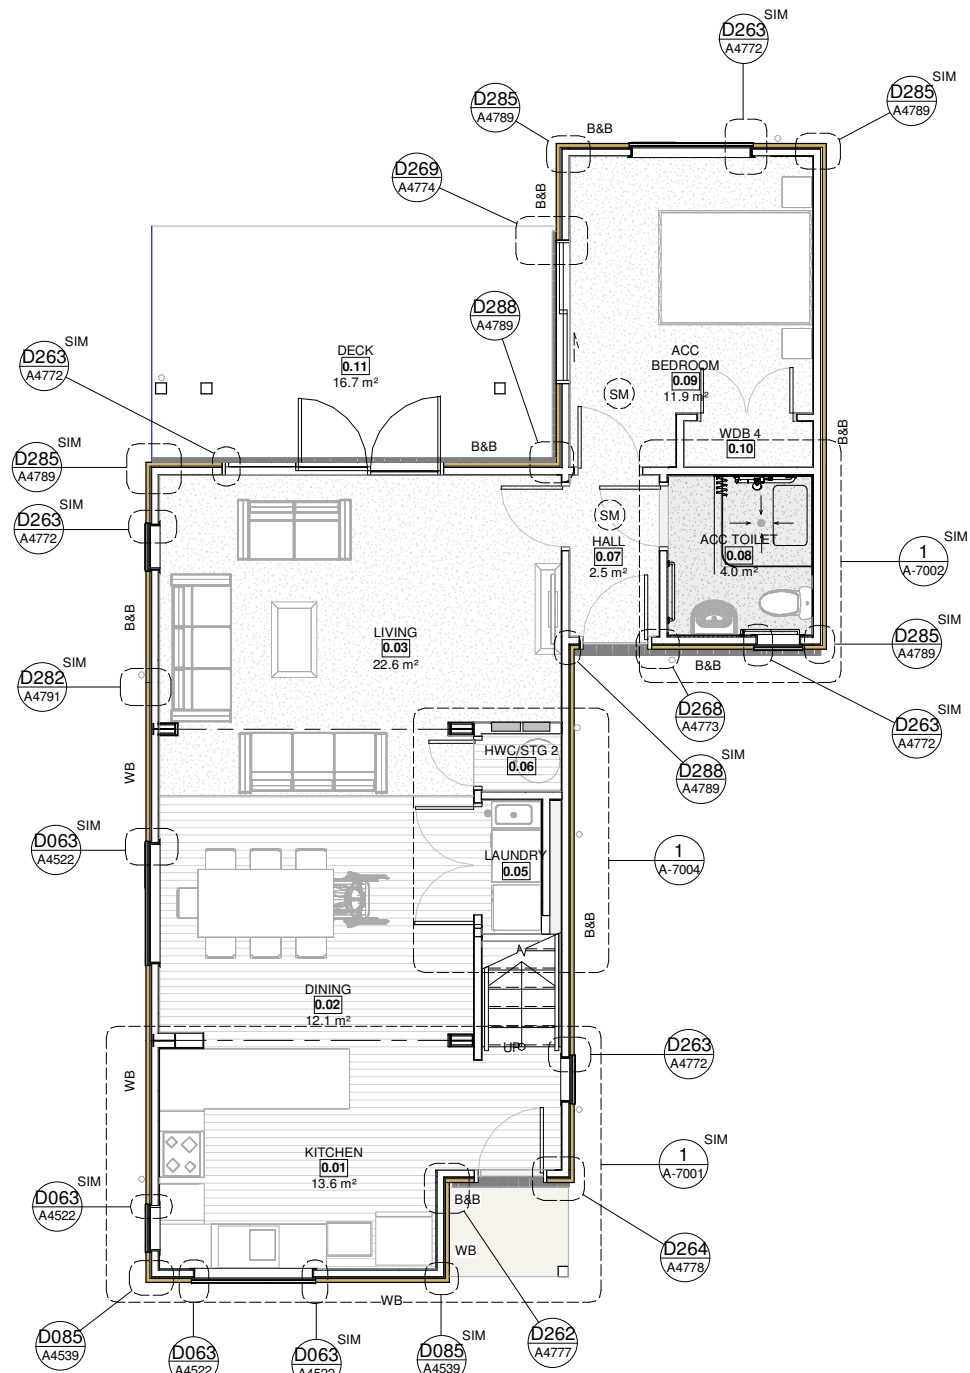 SIM
D263
A4772
SIM
D285
A4789
D285
A4789
B&B
D269
A4774
B&B
B&B
D288
A4789
SIM
D263
A4772
DECK
0.11
16.7 m²
ACC
BEDROOM
0.09
11.9 m²
SM
WDB 4
0.10
B&B
B&B
SIM
D285
A4789
SIM
D263
A4772
SM
HALL
0.07
2.5 m²
ACC TOILET
0.08
4.0 m²
SIM
1
A-7002
B&B
LIVING
0.03
22.6 m²
SIM
D285
A4789
B&B
SIM
D282
A4791
D268
A4773
SIM
D263
A4772
WB
HWC/STG 2
0.06
SIM
D288
A4789
SIM
D063
A4522
LAUNDRY
0.05
1
A-7004
B&B
DINING
0.02
12.1 m²
UP
D263
A4772
WB
KITCHEN
0.01
13.6 m²
SIM
1
A-7001
SIM
D063
A4522
B&B
WB
D264
A4778
WB
D085
A4539
D063
A4522
SIM
D063
SIM
D085
A4539
D262
A4777